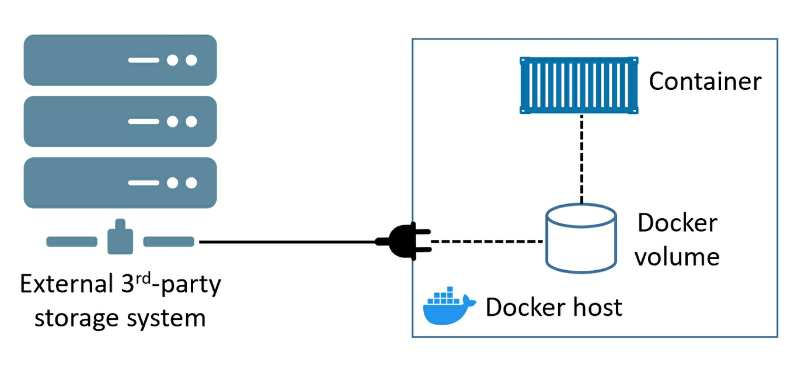 Container
Docker
volume
External 3rd-party
storage system
Docker host